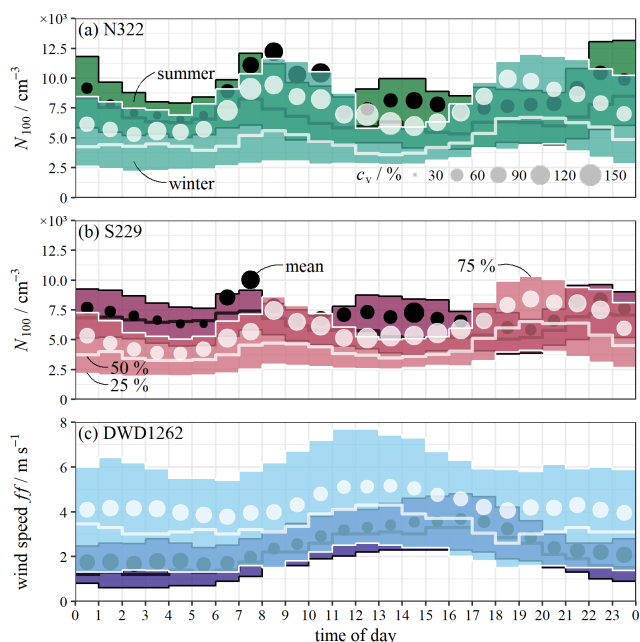 ×10³
(a) N322
12.5
10.0
7.5
5.0
2.5
0
N₁₀₀ / cm⁻³
summer
winter
cᵥ / % 30 60 90 120 150
×10³
(b) S229
12.5
10.0
7.5
5.0
2.5
0
N₁₀₀ / cm⁻³
mean
75 %
50 %
25 %
(c) DWD1262
8
6
4
2
0
wind speed ff / m s⁻¹
0 1 2 3 4 5 6 7 8 9 10 11 12 13 14 15 16 17 18 19 20 21 22 23 0
time of day